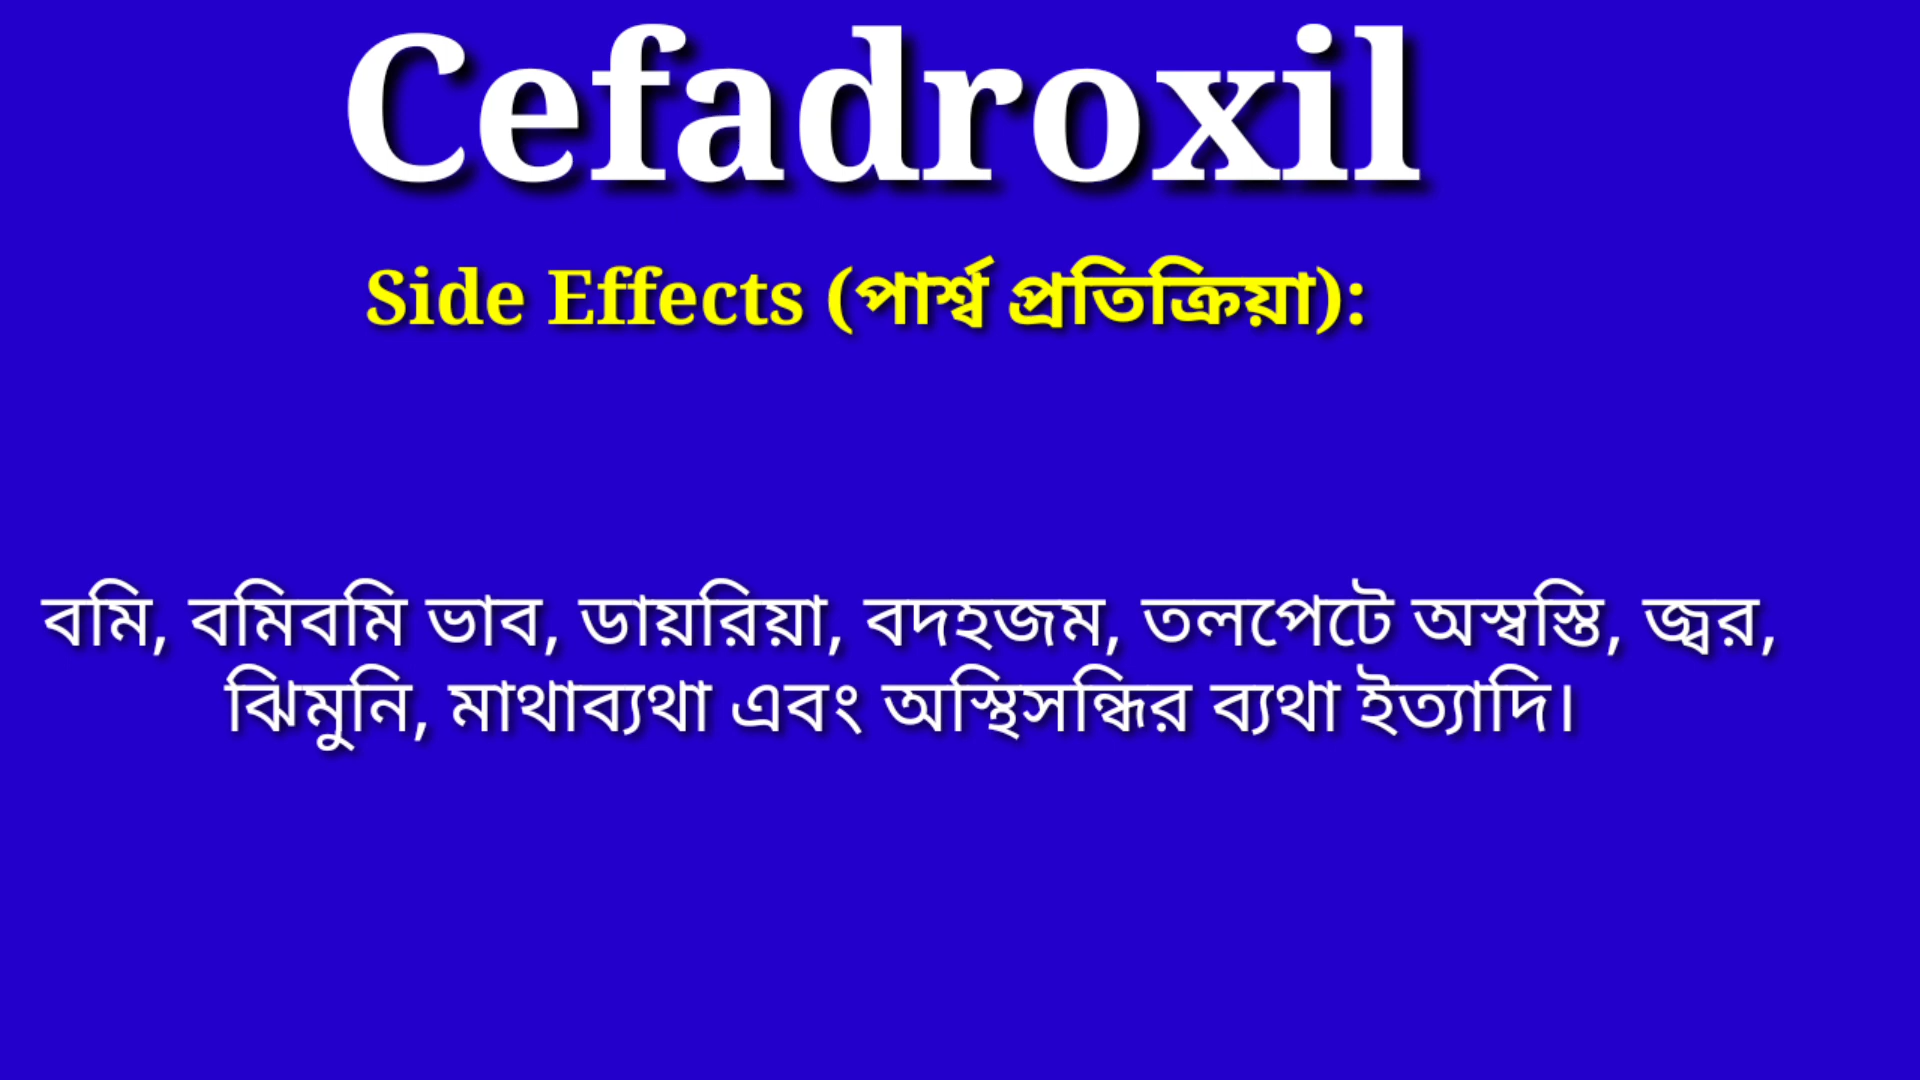 Cefadroxil
Side Effects (পার্শ্ব প্রতিক্রিয়া):
বমি, বমিবমি ভাব, ডায়রিয়া, বদহজম, তলপেটে অস্বস্তি, জ্বর,
ঝিমুনি, মাথাব্যথা এবং অস্থিসন্ধির ব্যথা ইত্যাদি।